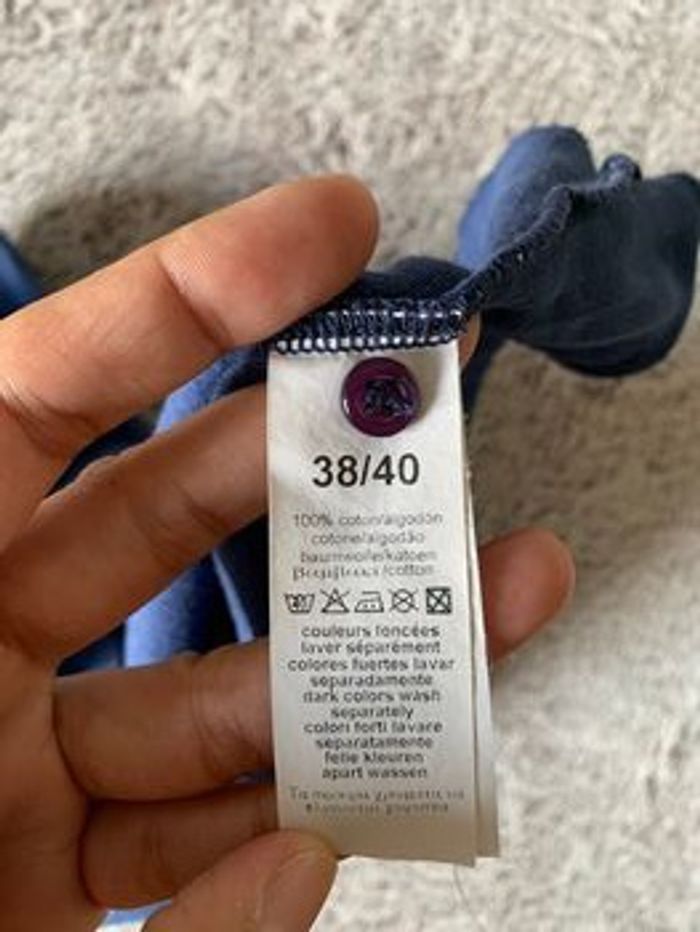 38/40
100% coton/algodón
cotone/algodão
baumwolle/katoen
/cotton
couleurs foncées
laver séparément
colores fuertes lavar
separadamente
dark colors wash
separately
colori forti lavare
separatamente
felle kleuren
apart wassen